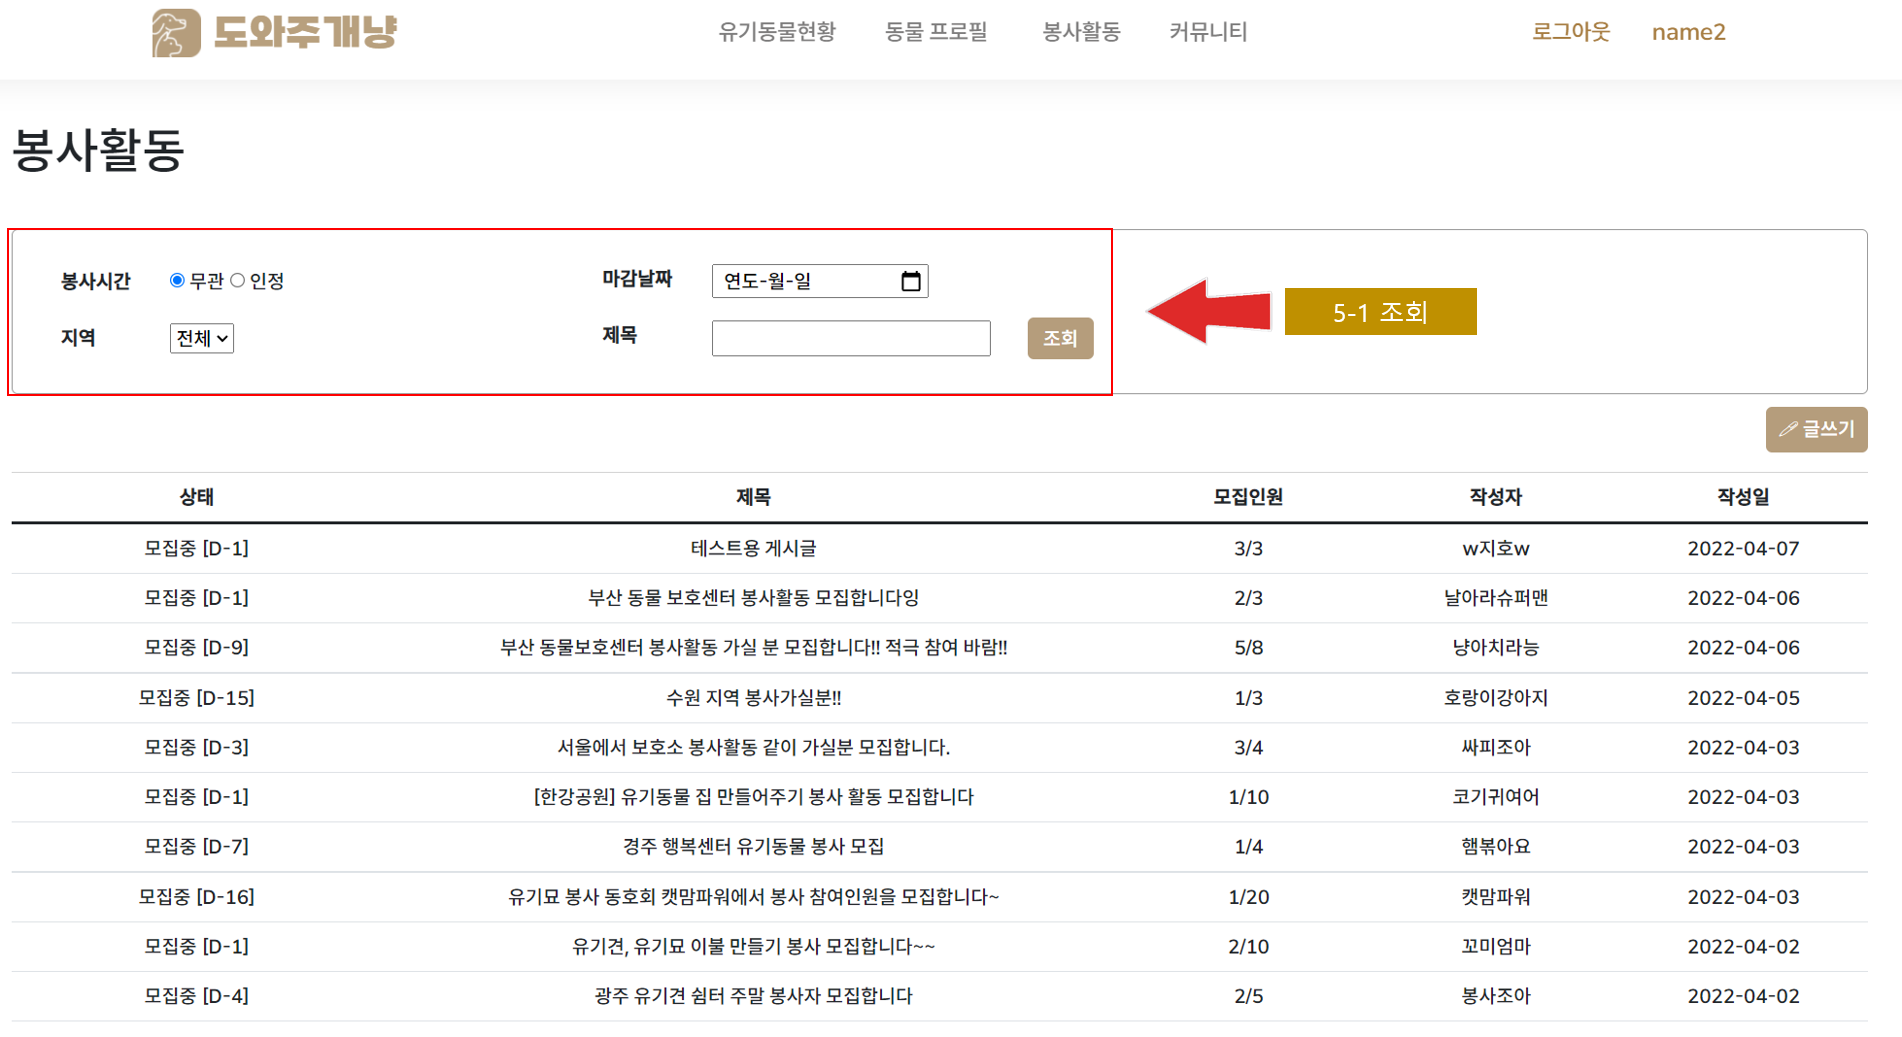 도와주개냥 유기동물현황 동물 프로필 봉사활동 커뮤니티 로그아웃 name2
봉사활동
봉사시간 무관 인정 마감날짜 연도-월-일
지역 전체 제목 조회
5-1 조회
글쓰기
상태 제목 모집인원 작성자 작성일
모집중 [D-1] 테스트용 게시글 3/3 w지호w 2022-04-07
모집중 [D-1] 부산 동물 보호센터 봉사활동 모집합니다잉 2/3 날아라슈퍼맨 2022-04-06
모집중 [D-9] 부산 동물보호센터 봉사활동 가실 분 모집합니다!! 적극 참여 바람!! 5/8 냥아치라능 2022-04-06
모집중 [D-15] 수원 지역 봉사가실분!! 1/3 호랑이강아지 2022-04-05
모집중 [D-3] 서울에서 보호소 봉사활동 같이 가실분 모집합니다. 3/4 싸피조아 2022-04-03
모집중 [D-1] [한강공원] 유기동물 집 만들어주기 봉사 활동 모집합니다 1/10 코기귀여어 2022-04-03
모집중 [D-7] 경주 행복센터 유기동물 봉사 모집 1/4 햄볶아요 2022-04-03
모집중 [D-16] 유기묘 봉사 동호회 캣맘파워에서 봉사 참여인원을 모집합니다~ 1/20 캣맘파워 2022-04-03
모집중 [D-1] 유기견, 유기묘 이불 만들기 봉사 모집합니다~~ 2/10 꼬미엄마 2022-04-02
모집중 [D-4] 광주 유기견 쉼터 주말 봉사자 모집합니다 2/5 봉사조아 2022-04-02